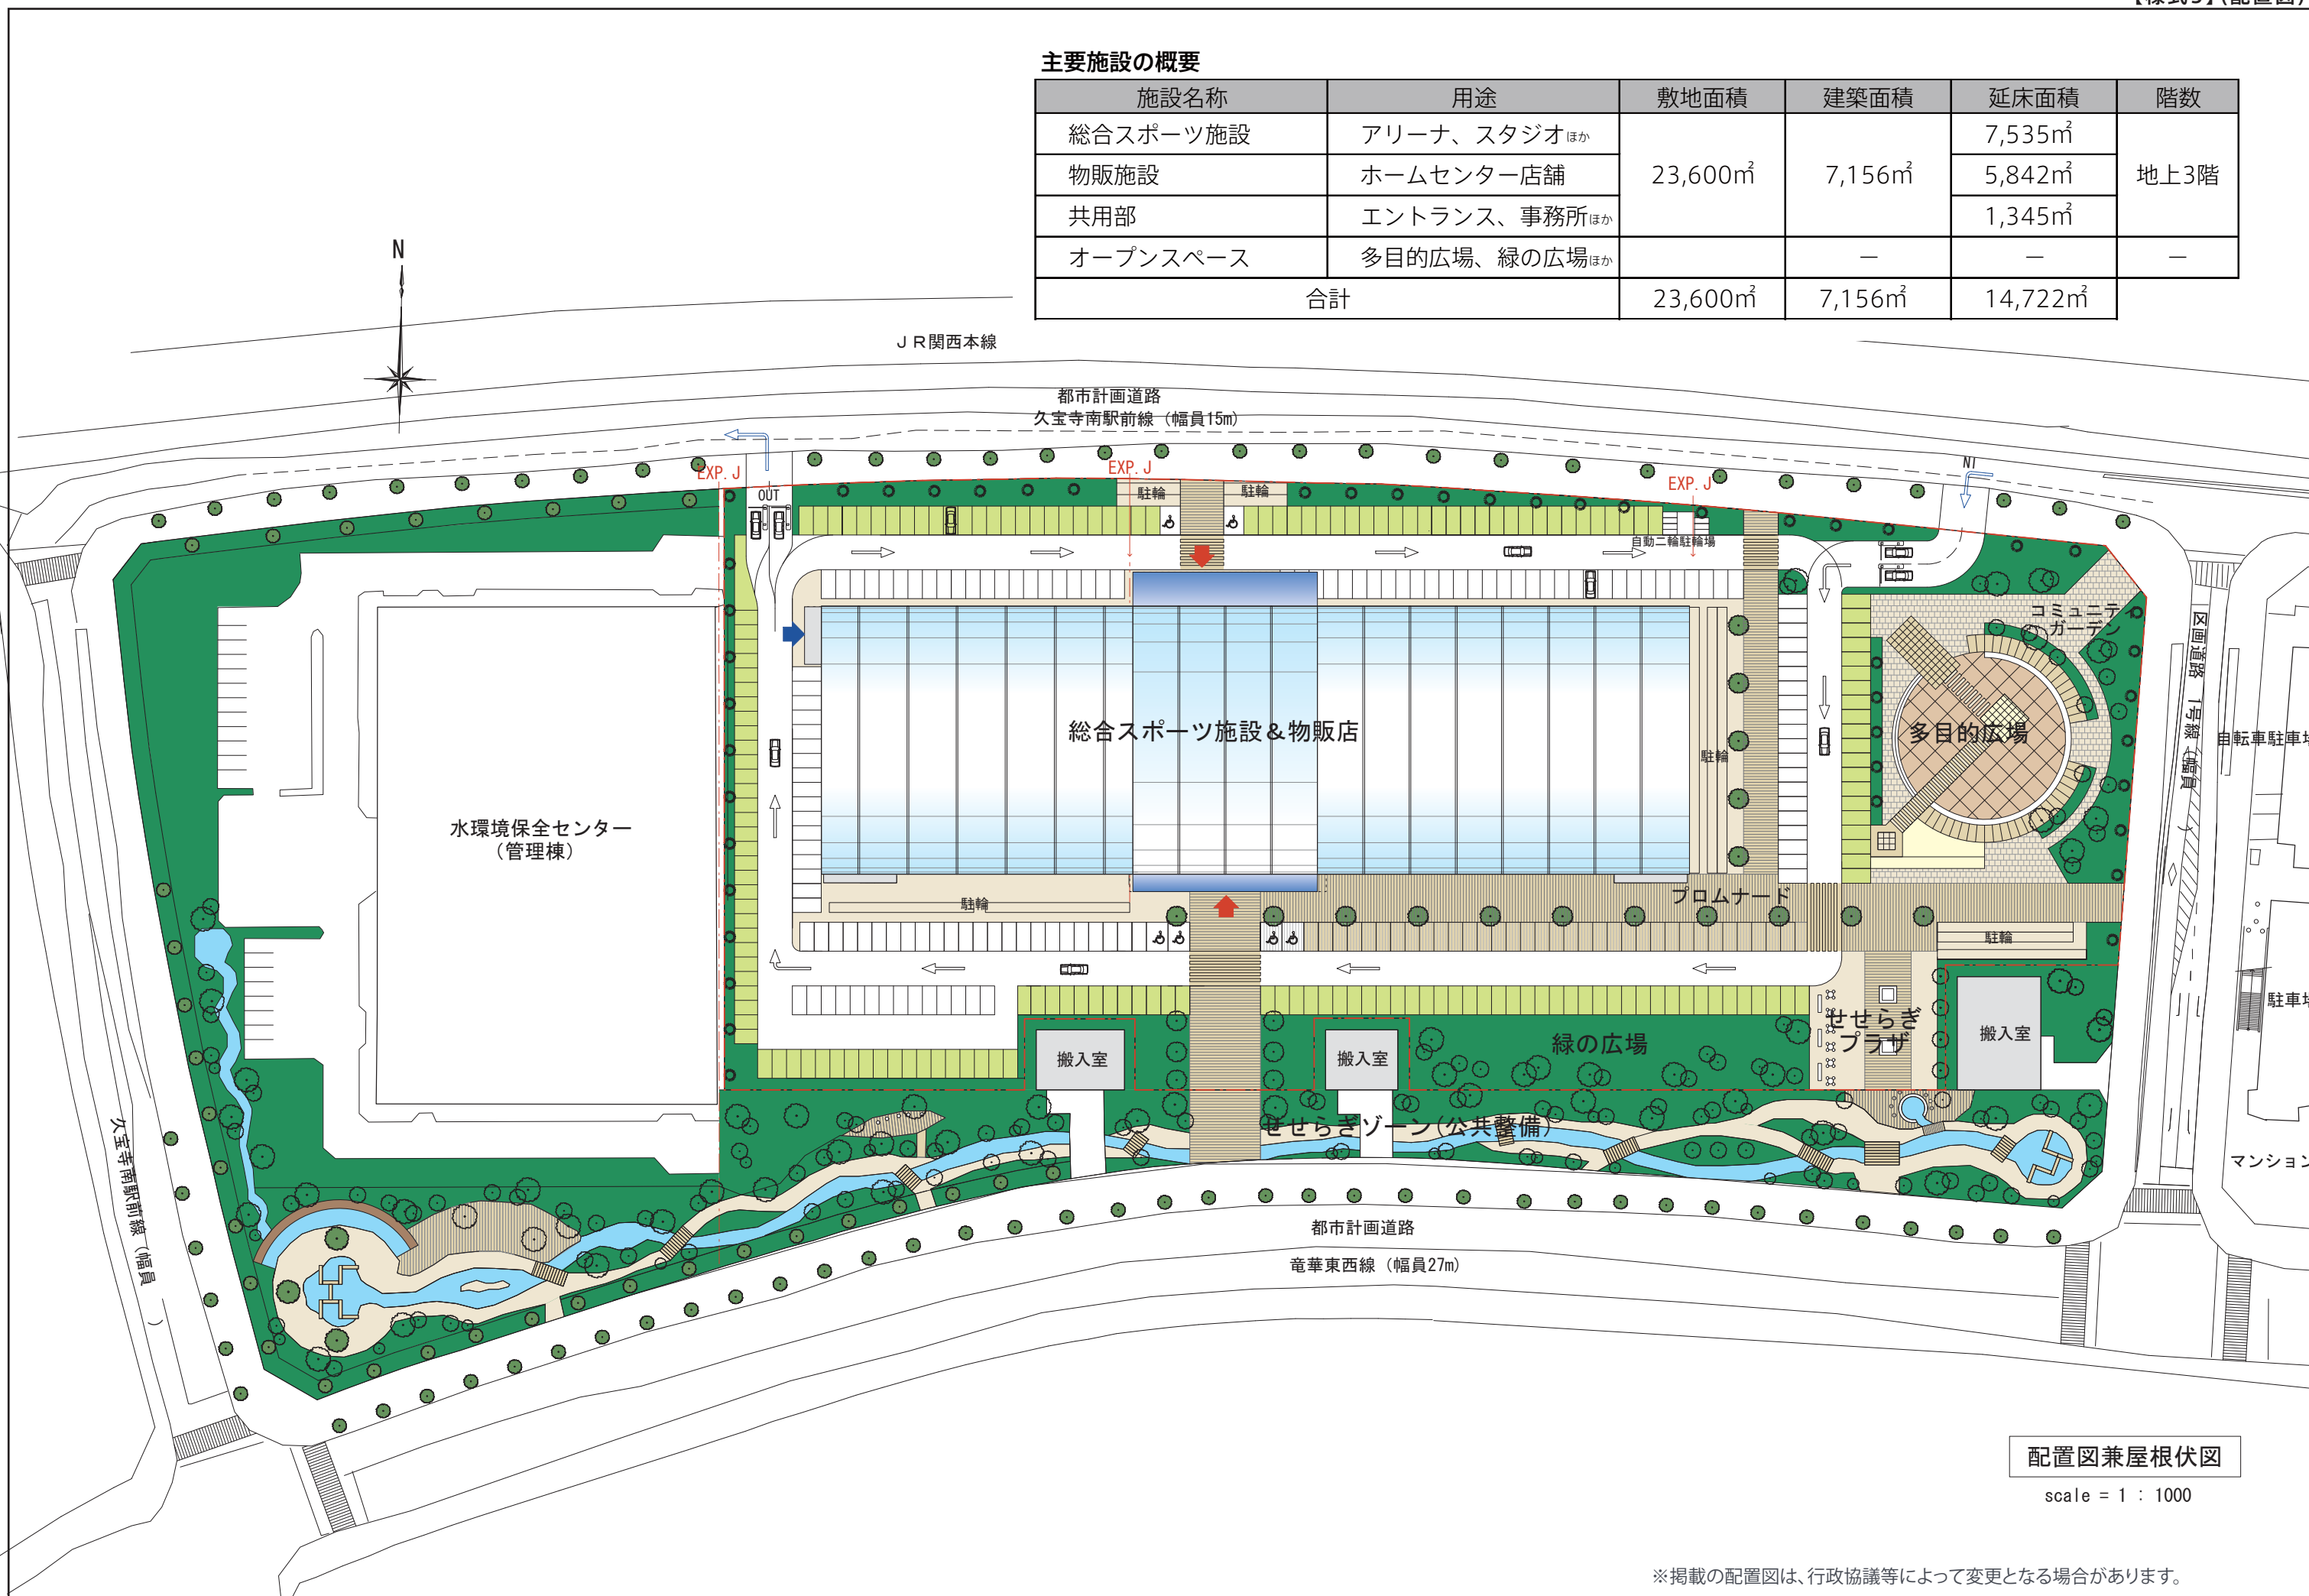 主要施設の概要
施設名称 用途 敷地面積 建築面積 延床面積 階数
総合スポーツ施設 アリーナ、スタジオほか 23,600㎡ 7,156㎡ 7,535㎡ 地上3階
物販施設 ホームセンター店舗 5,842㎡
共用部 エントランス、事務所ほか 1,345㎡
オープンスペース 多目的広場、緑の広場ほか － － －
合計 23,600㎡ 7,156㎡ 14,722㎡
N
ＪＲ関西本線
都市計画道路
久宝寺南駅前線（幅員15m）
EXP. J
EXP. J
EXP. J
OUT
IN
駐輪
駐輪
自動二輪駐輪場
コミュニティ
ガーデン
区画道路 1号線（幅員 ）
総合スポーツ施設＆物販店
多目的広場
自転車駐車場
駐輪
水環境保全センター
（管理棟）
プロムナード
駐輪
駐輪
駐車場
せせらぎ
プラザ
緑の広場
搬入室
搬入室
搬入室
せせらぎゾーン（公共整備）
マンション
久宝寺南駅前線（幅員 ）
都市計画道路
竜華東西線（幅員27m）
配置図兼屋根伏図
scale = 1 : 1000
※掲載の配置図は、行政協議等によって変更となる場合があります。